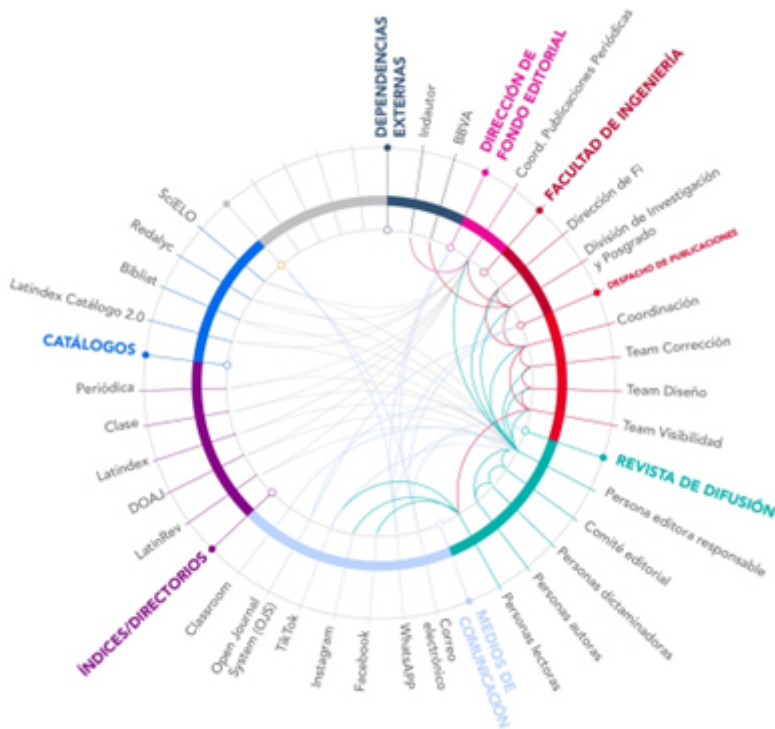 DEPENDENCIAS
EXTERNAS
Indautor
BBVA
DIRECCIÓN DE
FONDO EDITORIAL
Coord. Publicaciones Periódicas
FACULTAD DE INGENIERÍA
Dirección de Fi
División de Investigación
y Posgrado
DESPACHO DE PUBLICACIONES
Coordinación
Team Corrección
Team Diseño
Team Visibilidad
REVISTA DE DIFUSIÓN
Persona editora responsable
Comité editorial
Personas dictaminadoras
Personas autoras
Personas lectoras
MEDIOS DE
COMUNICACIÓN
Correo
electrónico
WhatsAPP
Facebook
Instagram
TikTok
Open Journal
System (OJS)
Classroom
ÍNDICES/DIRECTORIOS
LatinRev
DOAJ
Latindex
Clase
Periódica
CATÁLOGOS
Latindex Catálogo 2.0
Bibliat
Redalyc
SciELO